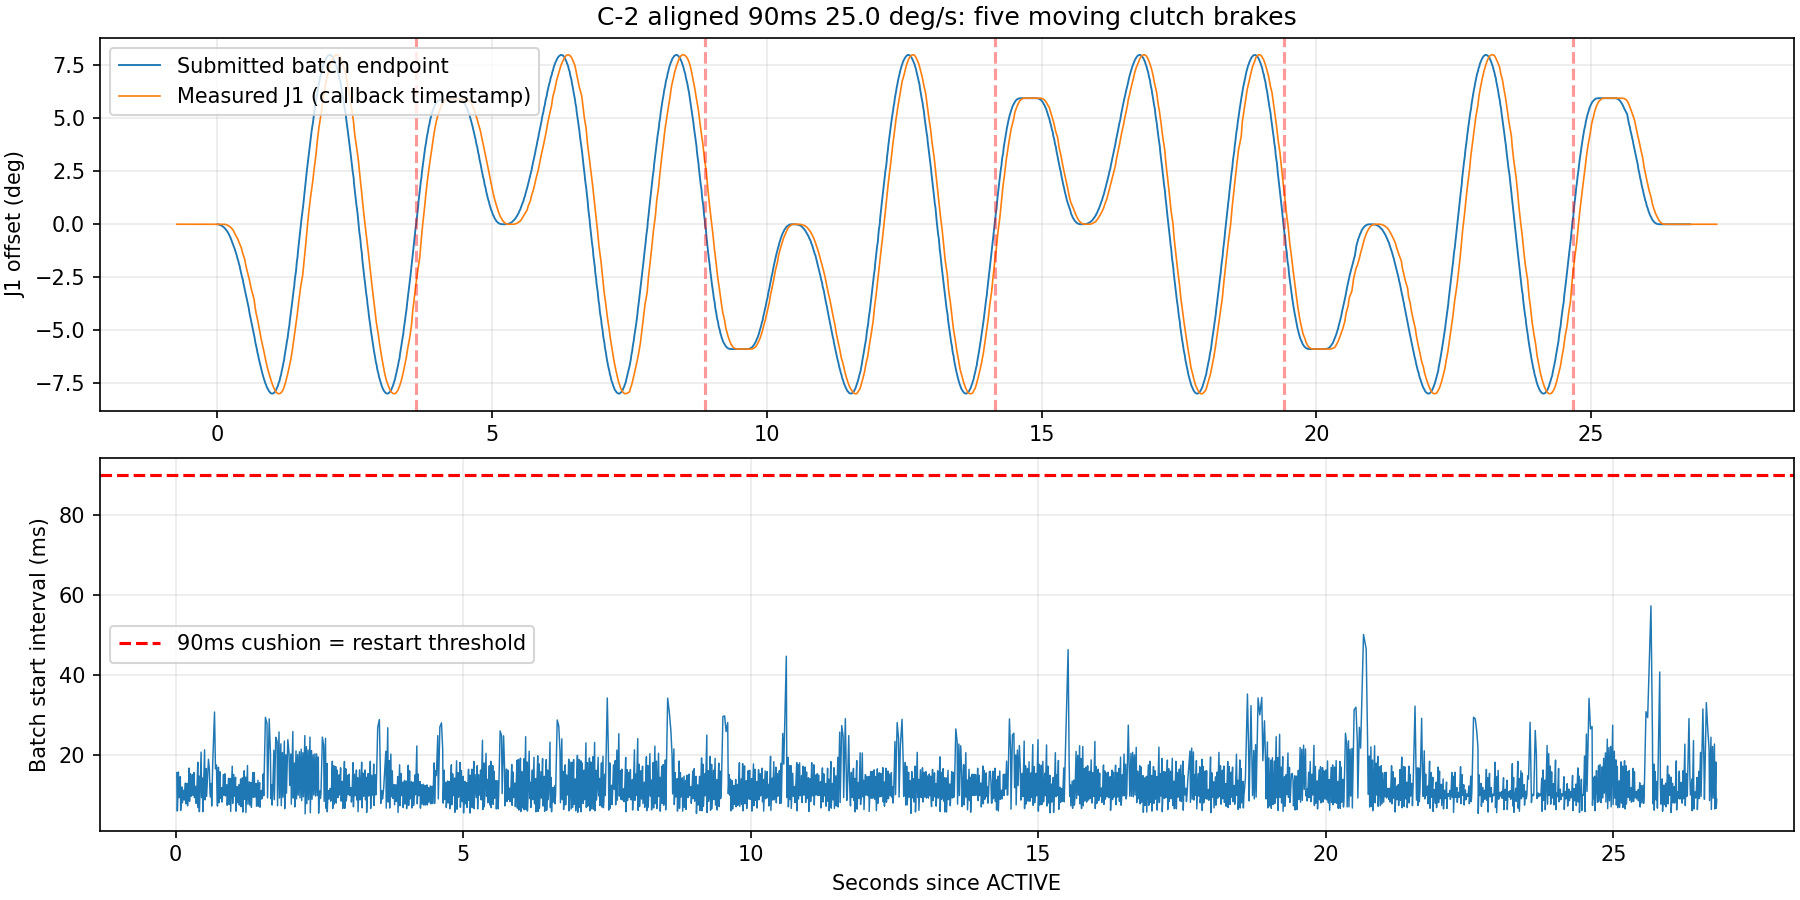 C-2 aligned 90ms 25.0 deg/s: five moving clutch brakes
J1 offset (deg)
7.5
5.0
2.5
0.0
−2.5
−5.0
−7.5
Submitted batch endpoint
Measured J1 (callback timestamp)
0 5 10 15 20 25
Batch start interval (ms)
80
60
40
20
90ms cushion = restart threshold
0 5 10 15 20 25
Seconds since ACTIVE